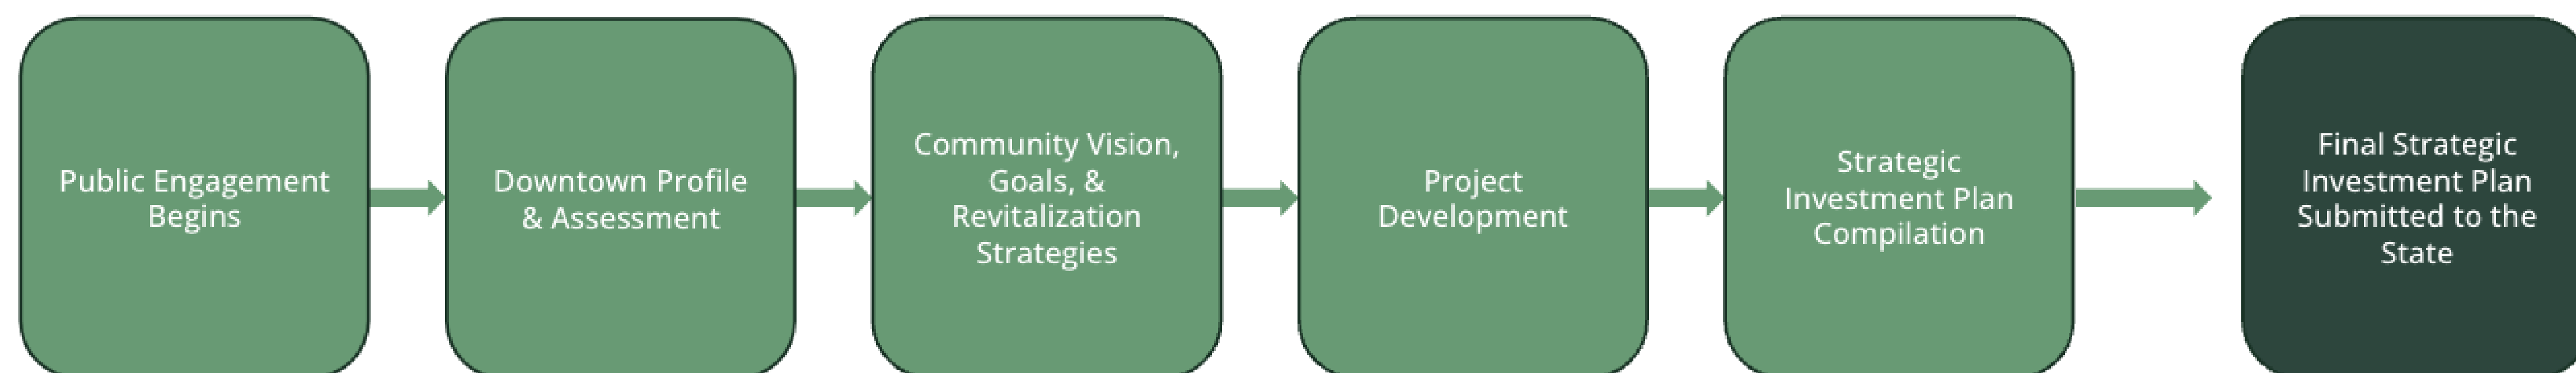 Public Engagement
Begins
Downtown Profile
& Assessment
Community Vision,
Goals, &
Revitalization
Strategies
Project
Development
Strategic
Investment Plan
Compilation
Final Strategic
Investment Plan
Submitted to the
State